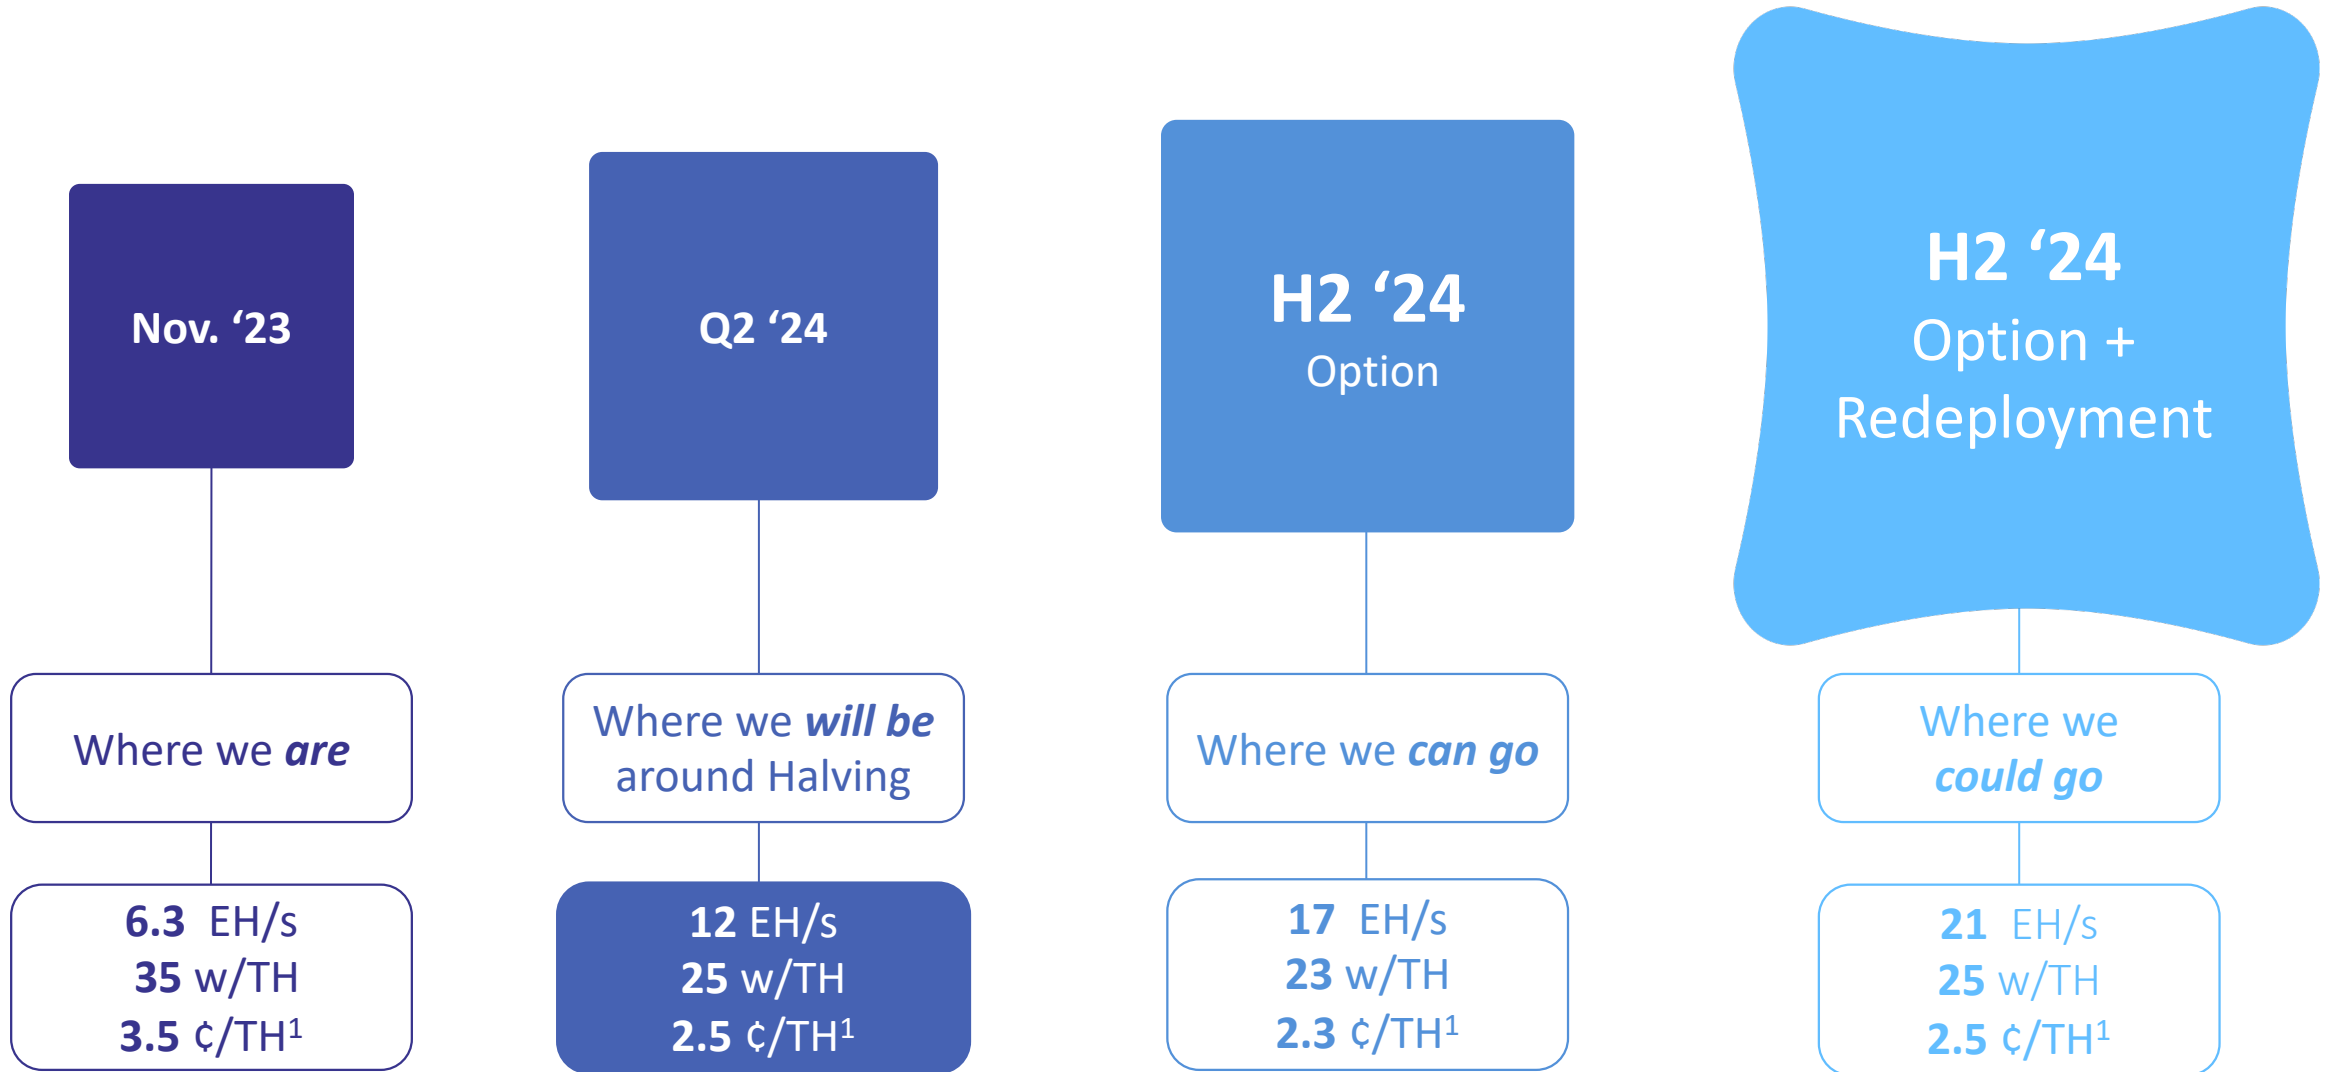 Nov. ‘23
Where we are
6.3 EH/s
35 w/TH
3.5 ¢/TH¹
Q2 ‘24
Where we will be
around Halving
12 EH/s
25 w/TH
2.5 ¢/TH¹
H2 ‘24
Option
Where we can go
17 EH/s
23 w/TH
2.3 ¢/TH¹
H2 ‘24
Option +
Redeployment
Where we
could go
21 EH/s
25 w/TH
2.5 ¢/TH¹